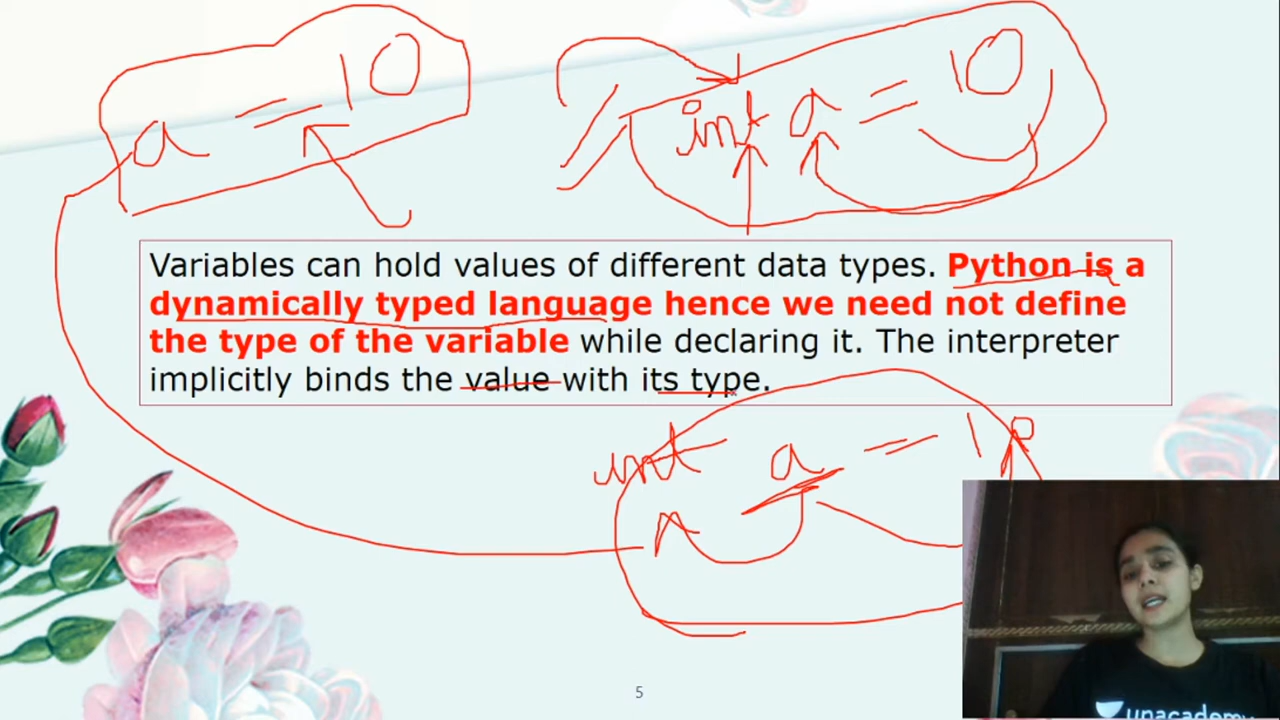 a = 10
int a = 10
Variables can hold values of different data types. Python is a
dynamically typed language hence we need not define
the type of the variable while declaring it. The interpreter
implicitly binds the value with its type.
int a = 10
unacademy
5